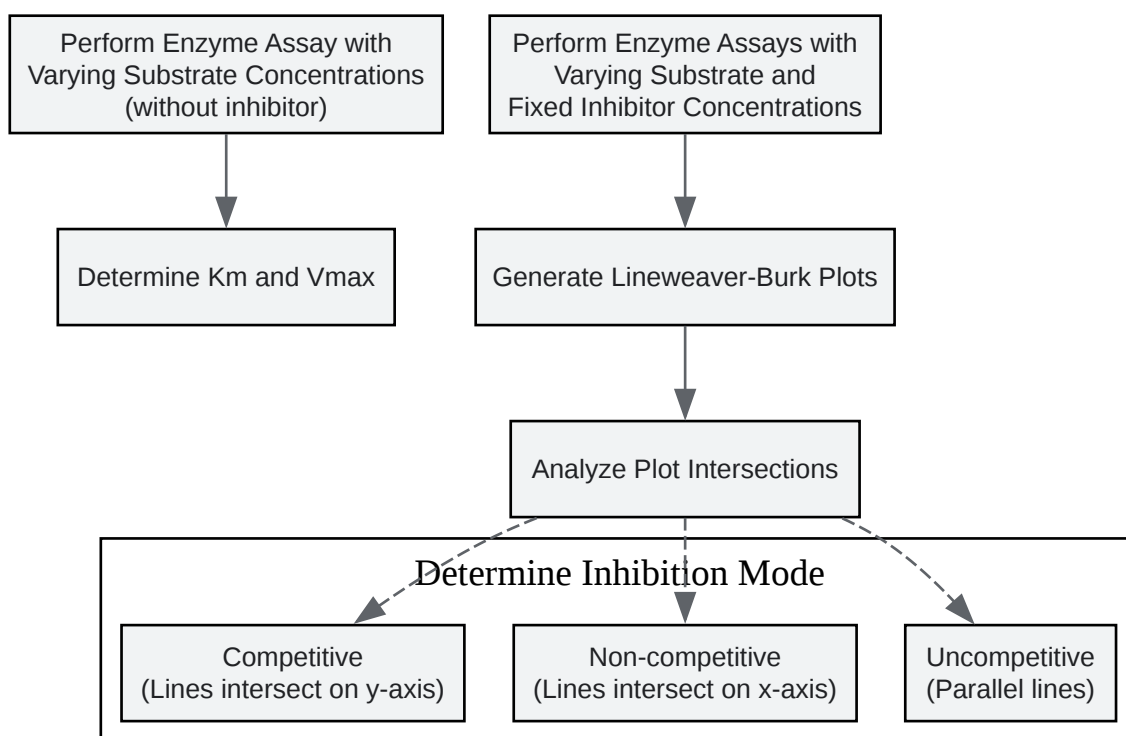 Perform Enzyme Assay with
Varying Substrate Concentrations
(without inhibitor)
Perform Enzyme Assays with
Varying Substrate and
Fixed Inhibitor Concentrations
Determine Km and Vmax
Generate Lineweaver-Burk Plots
Analyze Plot Intersections
Determine Inhibition Mode
Competitive
(Lines intersect on y-axis)
Non-competitive
(Lines intersect on x-axis)
Uncompetitive
(Parallel lines)